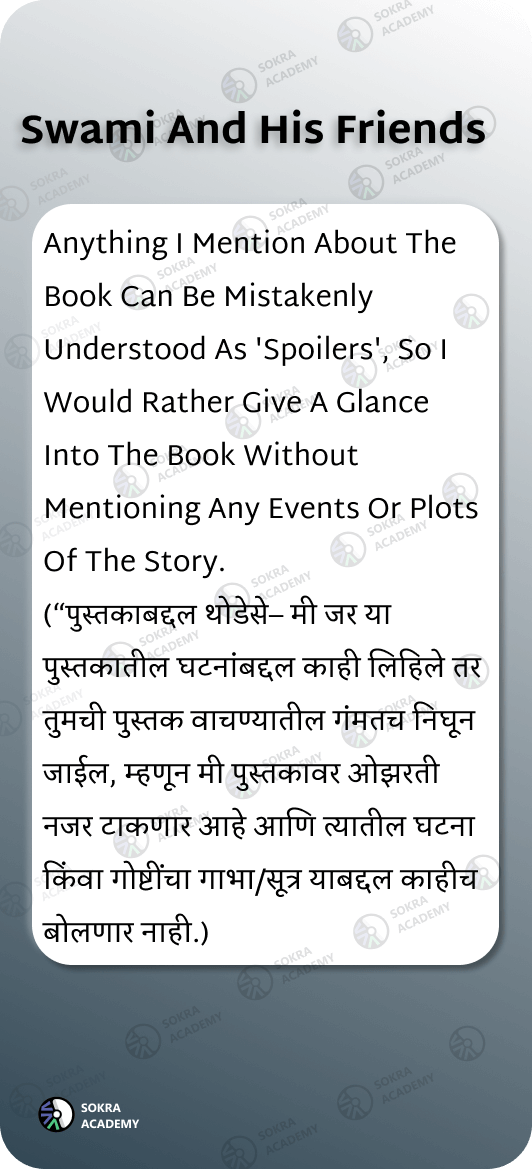 Swami And His Friends
Anything I Mention About The
Book Can Be Mistakenly
Understood As 'Spoilers', So I
Would Rather Give A Glance
Into The Book Without
Mentioning Any Events Or Plots
Of The Story.
(“पुस्तकाबद्दल थोडेसे– मी जर या
पुस्तकातील घटनांबद्दल काही लिहिले तर
तुमची पुस्तक वाचण्यातील गंमतच निघून
जाईल, म्हणून मी पुस्तकावर ओझरती
नजर टाकणार आहे आणि त्यातील घटना
किंवा गोष्टींचा गाभा/सूत्र याबद्दल काहीच
बोलणार नाही.)
SOKRA
ACADEMY